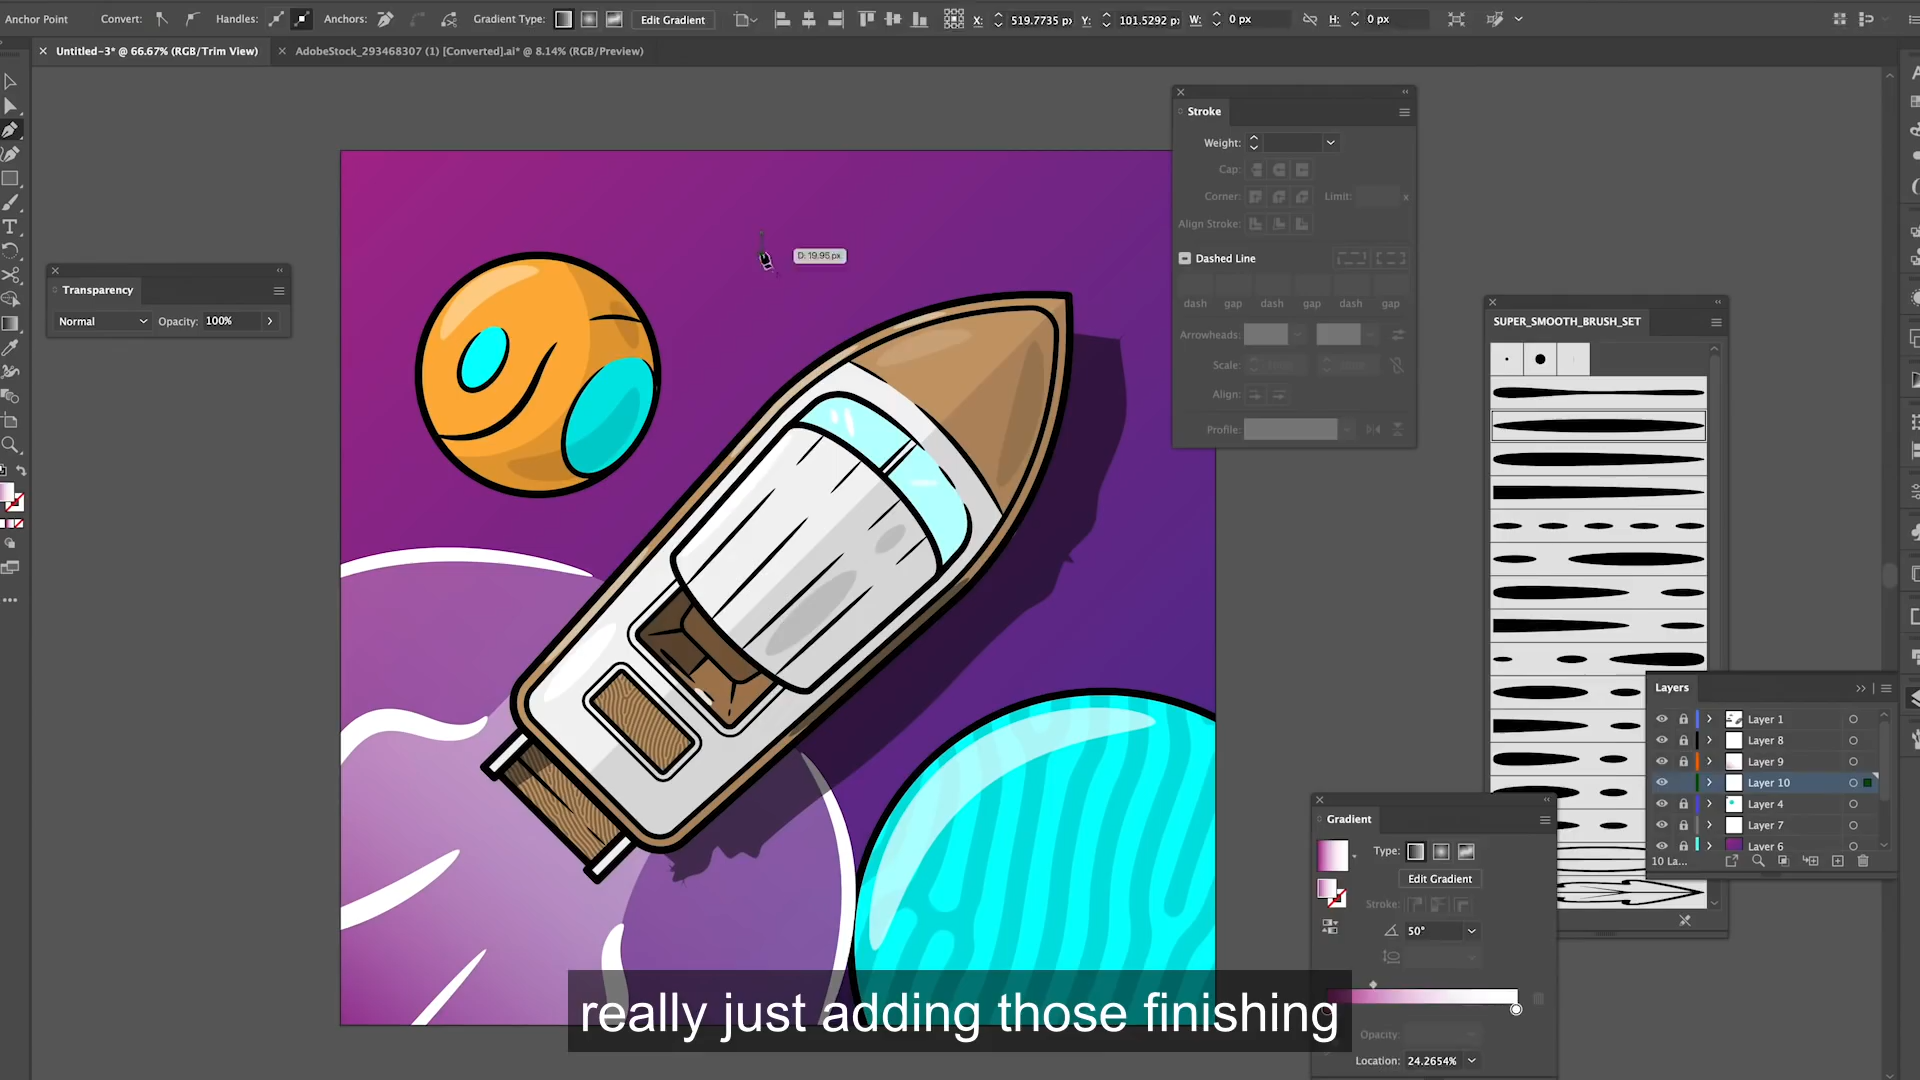 Anchor Point
Convert:
Handles:
Anchors:
Gradient Type:
Edit Gradient
X: 519.7735 p
Y: 101.5292 p
W: 0 px
H: 0 px
Untitled-3* @ 66.67% (RGB/Trim View)
AdobeStock_293468307 (1) [Converted].ai* @ 8.14% (RGB/Preview)
Transparency
Normal
Opacity: 100%
D: 19.95 px
Stroke
Weight:
Cap:
Corner:
Limit:
x
Align Stroke:
Dashed Line
dash gap dash gap dash gap
Arrowheads:
Scale:
Align:
Profile:
SUPER_SMOOTH_BRUSH_SET
Layers
Layer 1
Layer 8
Layer 9
Layer 10
Layer 4
Layer 7
Layer 6
10 La...
Gradient
Type:
Edit Gradient
Stroke:
50°
Opacity:
Location: 24.2654%
really just adding those finishing